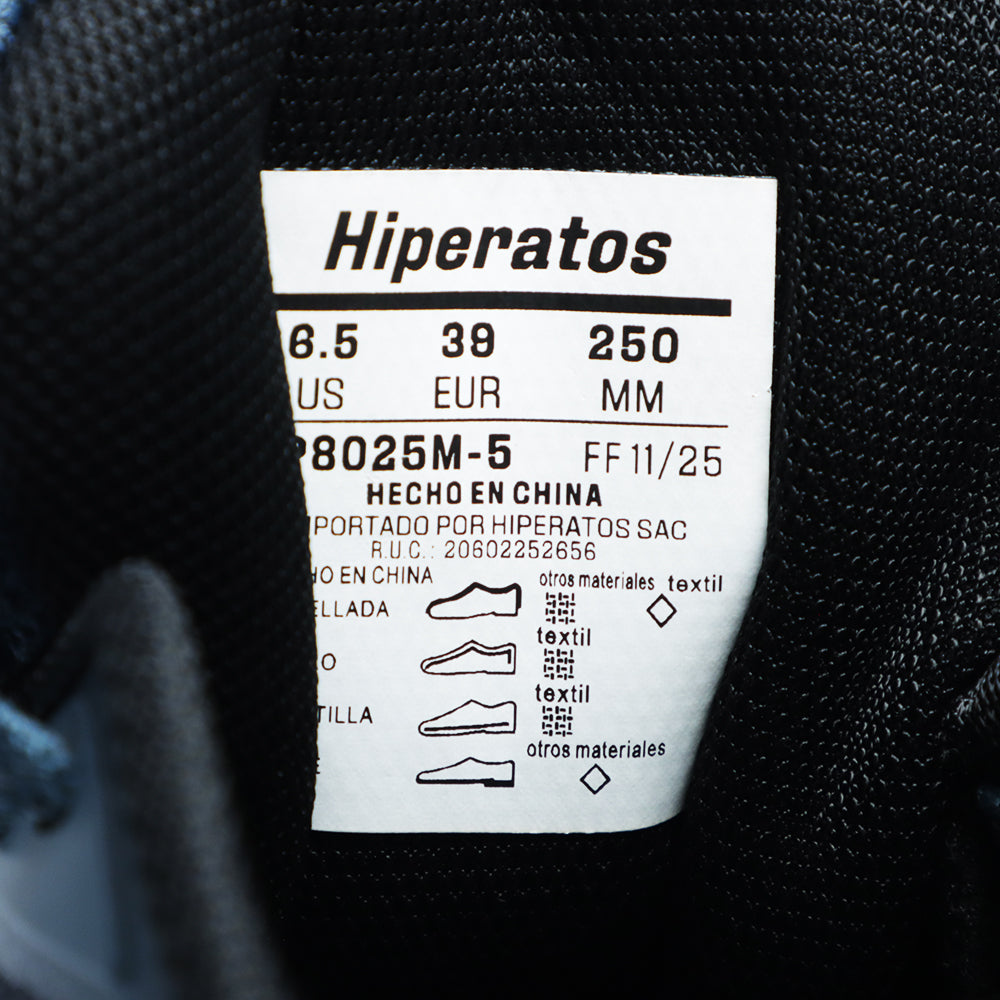 Hiperatos
6.5 39 250
US EUR MM
P8025M-5 FF 11/25
HECHO EN CHINA
PORTADO POR HIPERATOS SAC
R.U.C.: 20602252656
HO EN CHINA
otros materiales textil
ELLADA
textil
O
textil
TILLA
otros materiales
E